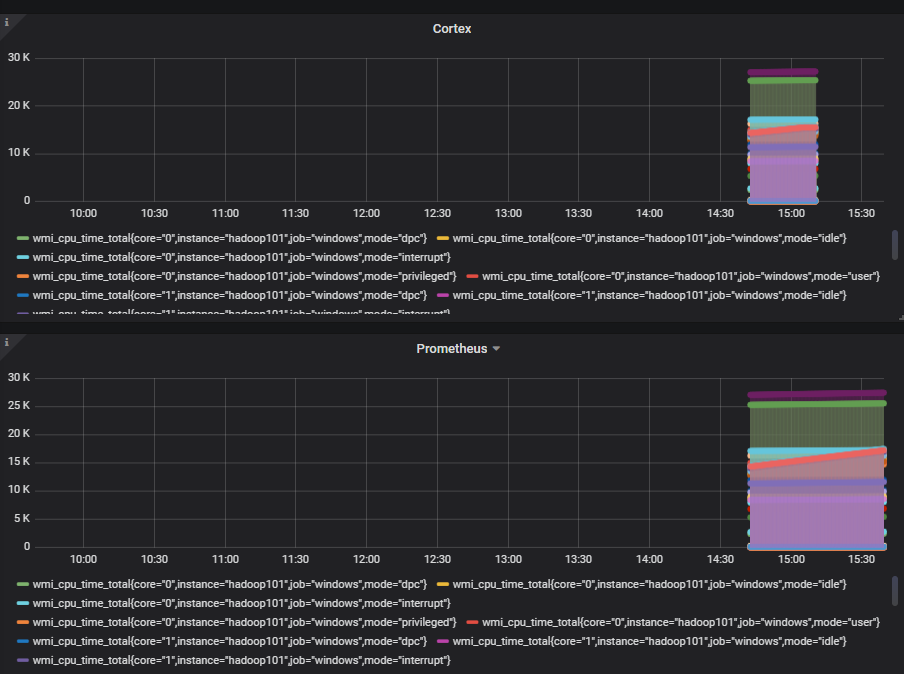 i
Cortex
30 K
20 K
10 K
0
10:00 10:30 11:00 11:30 12:00 12:30 13:00 13:30 14:00 14:30 15:00 15:30
wmi_cpu_time_total{core="0",instance="hadoop101",job="windows",mode="dpc"} wmi_cpu_time_total{core="0",instance="hadoop101",job="windows",mode="idle"}
wmi_cpu_time_total{core="0",instance="hadoop101",job="windows",mode="interrupt"}
wmi_cpu_time_total{core="0",instance="hadoop101",job="windows",mode="privileged"} wmi_cpu_time_total{core="0",instance="hadoop101",job="windows",mode="user"}
wmi_cpu_time_total{core="1",instance="hadoop101",job="windows",mode="dpc"} wmi_cpu_time_total{core="1",instance="hadoop101",job="windows",mode="idle"}
wmi_cpu_time_total{core="1",instance="hadoop101",job="windows",mode="interrupt"}
i
Prometheus
30 K
25 K
20 K
15 K
10 K
5 K
0
10:00 10:30 11:00 11:30 12:00 12:30 13:00 13:30 14:00 14:30 15:00 15:30
wmi_cpu_time_total{core="0",instance="hadoop101",job="windows",mode="dpc"} wmi_cpu_time_total{core="0",instance="hadoop101",job="windows",mode="idle"}
wmi_cpu_time_total{core="0",instance="hadoop101",job="windows",mode="interrupt"}
wmi_cpu_time_total{core="0",instance="hadoop101",job="windows",mode="privileged"} wmi_cpu_time_total{core="0",instance="hadoop101",job="windows",mode="user"}
wmi_cpu_time_total{core="1",instance="hadoop101",job="windows",mode="dpc"} wmi_cpu_time_total{core="1",instance="hadoop101",job="windows",mode="idle"}
wmi_cpu_time_total{core="1",instance="hadoop101",job="windows",mode="interrupt"}